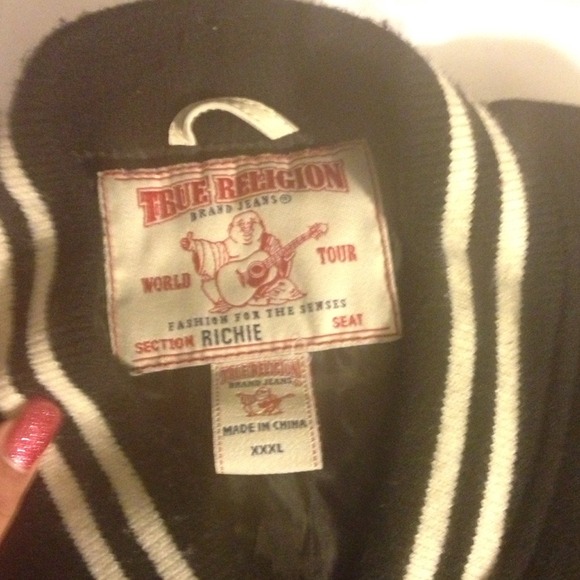 TRUE RELIGION
BRAND JEANS®
WORLD TOUR
FASHION FOR THE SENSES
SECTION RICHIE SEAT
TRUE RELIGION
BRAND JEANS
MADE IN CHINA
XXXL